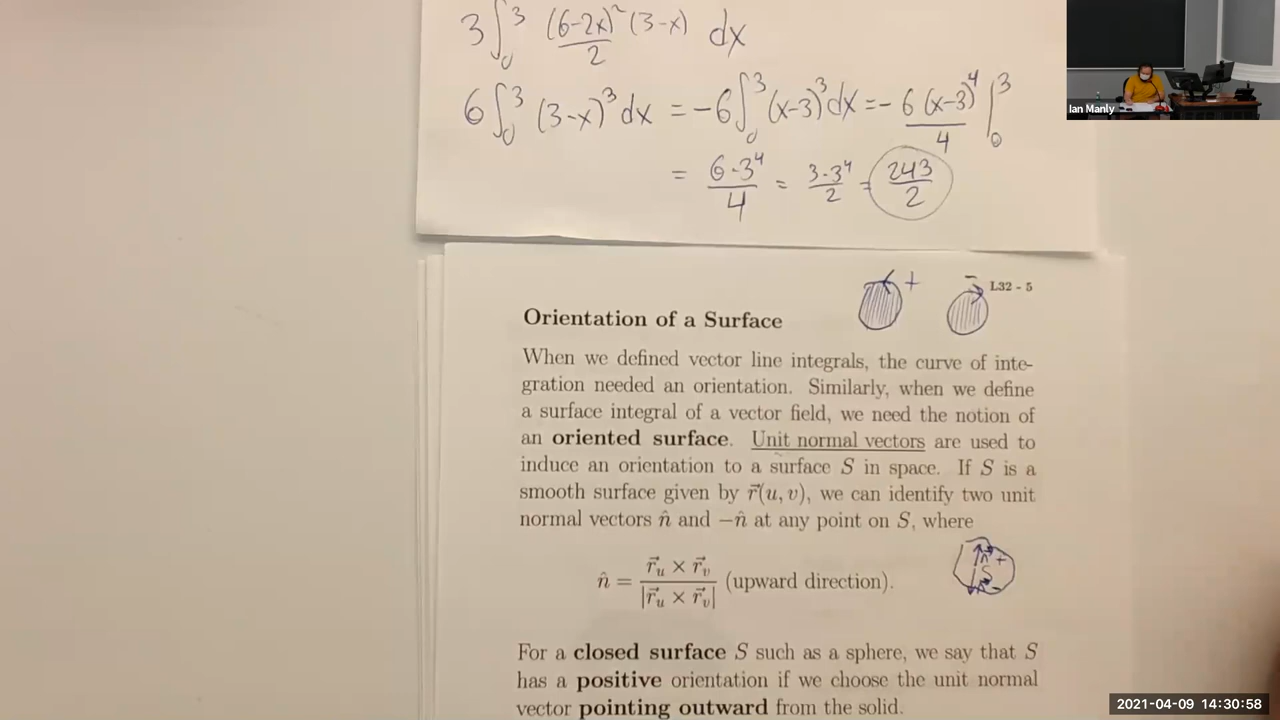 3∫₀³ (6-2x)²/2 (3-x) dx
6∫₀³ (3-x)³dx = -6∫₀³ (x-3)³dx = - 6(x-3)⁴/4 |₀³
= 6·3⁴/4 = 3·3⁴/2 = 243/2
Ian Manly
+ - L32 - 5
Orientation of a Surface
When we defined vector line integrals, the curve of inte-
gration needed an orientation. Similarly, when we define
a surface integral of a vector field, we need the notion of
an oriented surface. Unit normal vectors are used to
induce an orientation to a surface S in space. If S is a
smooth surface given by r⃗(u, v), we can identify two unit
normal vectors n̂ and −n̂ at any point on S, where
n̂ = (r⃗ᵤ × r⃗ᵥ)/|r⃗ᵤ × r⃗ᵥ| (upward direction).
S
For a closed surface S such as a sphere, we say that S
has a positive orientation if we choose the unit normal
vector pointing outward from the solid.
2021-04-09 14:30:58